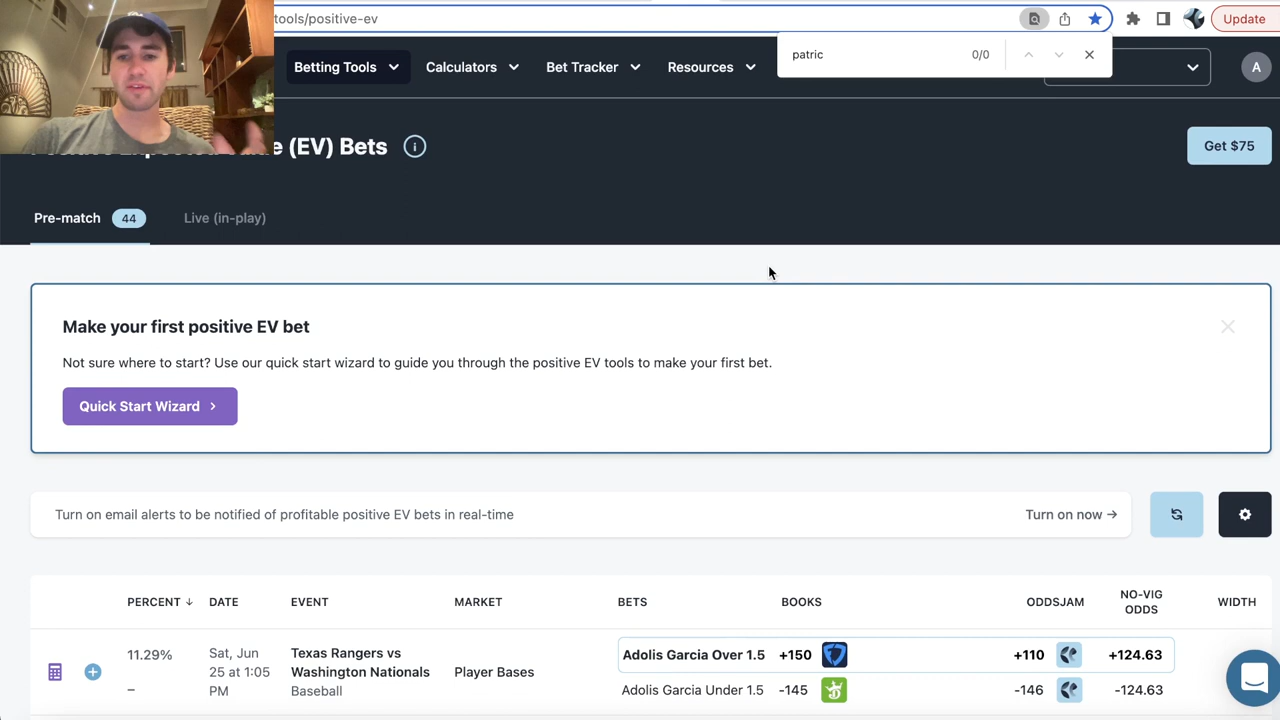 tools/positive-ev
Update
patric
0/0
Betting Tools
Calculators
Bet Tracker
Resources
A
(EV) Bets
Get $75
Pre-match
44
Live (in-play)
Make your first positive EV bet
Not sure where to start? Use our quick start wizard to guide you through the positive EV tools to make your first bet.
Quick Start Wizard
Turn on email alerts to be notified of profitable positive EV bets in real-time
Turn on now →
PERCENT ↓ DATE EVENT MARKET BETS BOOKS ODDSJAM NO-VIG ODDS WIDTH
11.29%
–
Sat, Jun
25 at 1:05
PM
Texas Rangers vs
Washington Nationals
Baseball
Player Bases
Adolis Garcia Over 1.5 +150 +110 +124.63
Adolis Garcia Under 1.5 -145 -146 -124.63